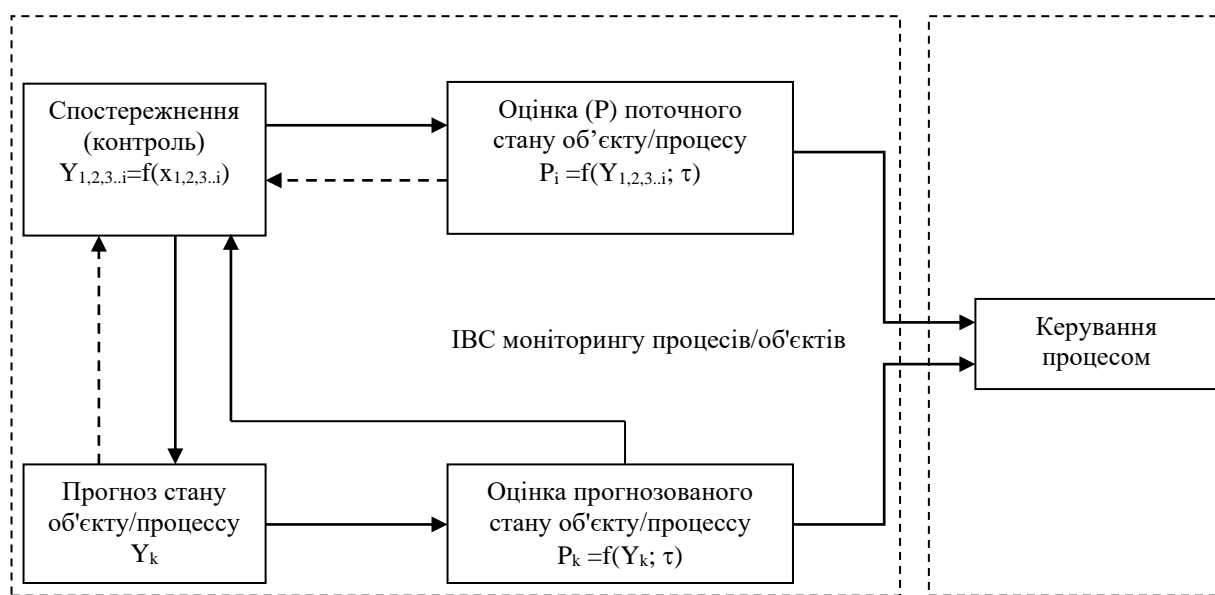 Спостережнення
(контроль)
Y1,2,3..i=f(x1,2,3..i)
Оцінка (Р) поточного
стану об’єкту/процесу
Pi =f(Y1,2,3..i; τ)
ІВС моніторингу процесів/об'єктів
Керування
процесом
Прогноз стану
об'єкту/процессу
Yk
Оцінка прогнозованого
стану об'єкту/процессу
Pk =f(Yk; τ)